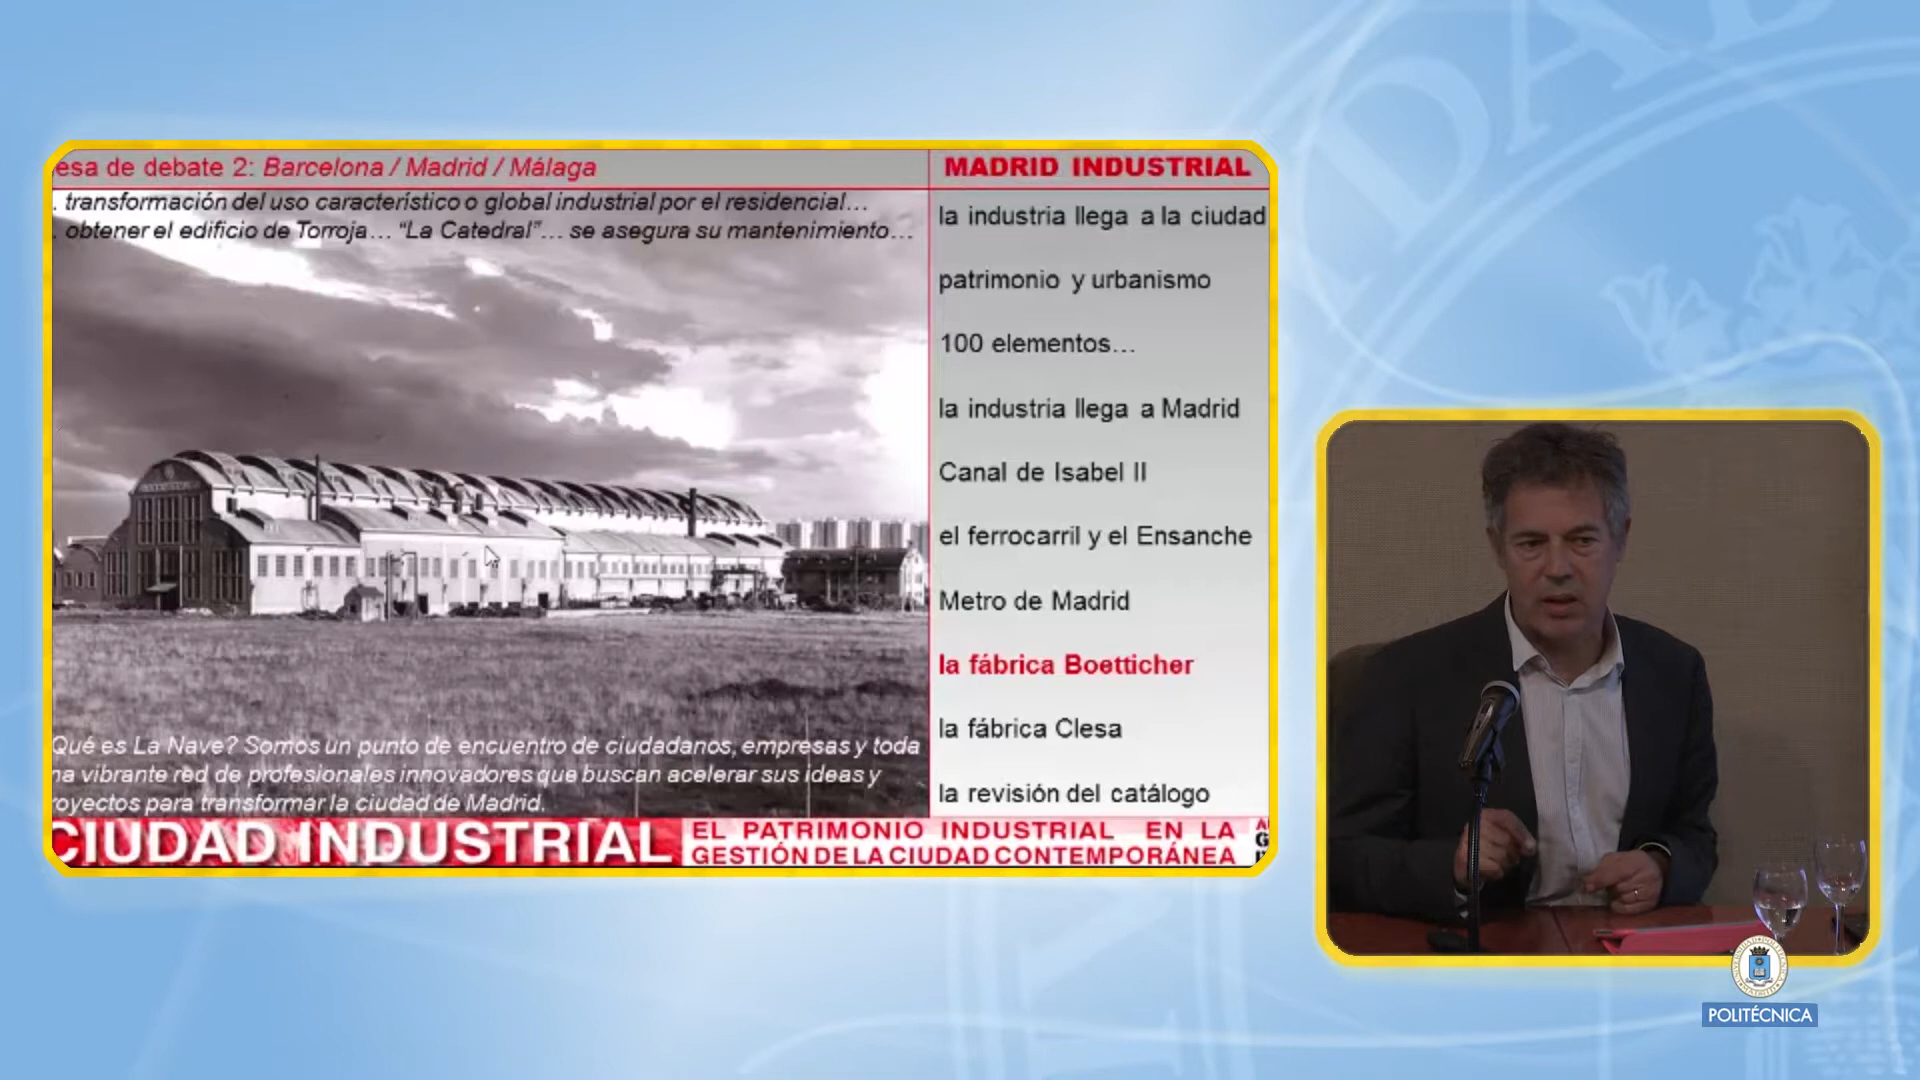 esa de debate 2: Barcelona / Madrid / Málaga
. transformación del uso característico o global industrial por el residencial...
. obtener el edificio de Torroja... “La Catedral”... se asegura su mantenimiento...
Qué es La Nave? Somos un punto de encuentro de ciudadanos, empresas y toda
na vibrante red de profesionales innovadores que buscan acelerar sus ideas y
royectos para transformar la ciudad de Madrid.
MADRID INDUSTRIAL
la industria llega a la ciudad
patrimonio y urbanismo
100 elementos...
la industria llega a Madrid
Canal de Isabel II
el ferrocarril y el Ensanche
Metro de Madrid
la fábrica Boetticher
la fábrica Clesa
la revisión del catálogo
CIUDAD INDUSTRIAL
EL PATRIMONIO INDUSTRIAL EN LA
GESTIÓN DE LA CIUDAD CONTEMPORÁNEA
POLITÉCNICA